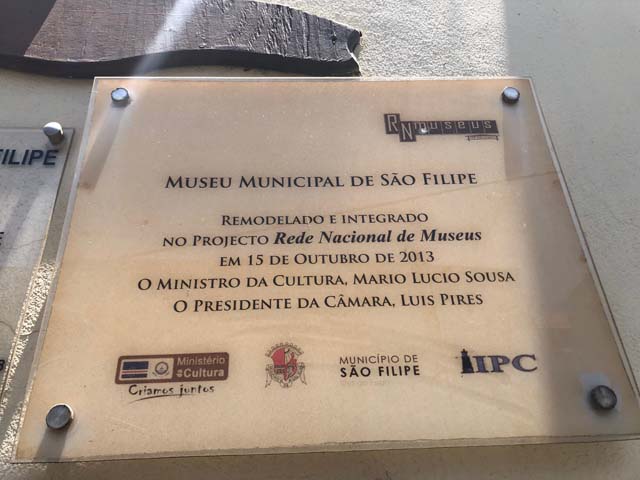 FILIPE
RNmuseus
MUSEU MUNICIPAL DE SÃO FILIPE
REMODELADO E INTEGRADO
NO PROJECTO Rede Nacional de Museus
EM 15 DE OUTUBRO DE 2013
O MINISTRO DA CULTURA, MARIO LUCIO SOUSA
O PRESIDENTE DA CÂMARA, LUIS PIRES
Ministério da Cultura
Criamos juntos
MUNICÍPIO DE
SÃO FILIPE
IIPC